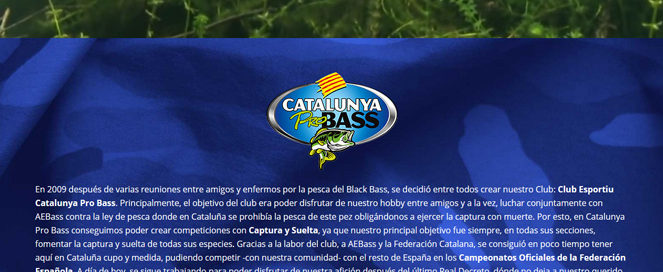 CATALUNYA
Pro BASS
En 2009 después de varias reuniones entre amigos y enfermos por la pesca del Black Bass, se decidió entre todos crear nuestro Club: Club Esportiu
Catalunya Pro Bass. Principalmente, el objetivo del club era poder disfrutar de nuestro hobby entre amigos y a la vez, luchar conjuntamente con
AEBass contra la ley de pesca donde en Cataluña se prohibía la pesca de este pez obligándonos a ejercer la captura con muerte. Por esto, en Catalunya
Pro Bass conseguimos poder crear competiciones con Captura y Suelta, ya que nuestro principal objetivo fue siempre, en todas sus secciones,
fomentar la captura y suelta de todas sus especies. Gracias a la labor del club, a AEBass y la Federación Catalana, se consiguió en poco tiempo tener
aquí en Cataluña cupo y medida, pudiendo competir -con nuestra comunidad- con el resto de España en los Campeonatos Oficiales de la Federación
Española. A día de hoy, se sigue trabajando para poder disfrutar de nuestra afición después del último Real Decreto, dónde no deja a nuestro querido